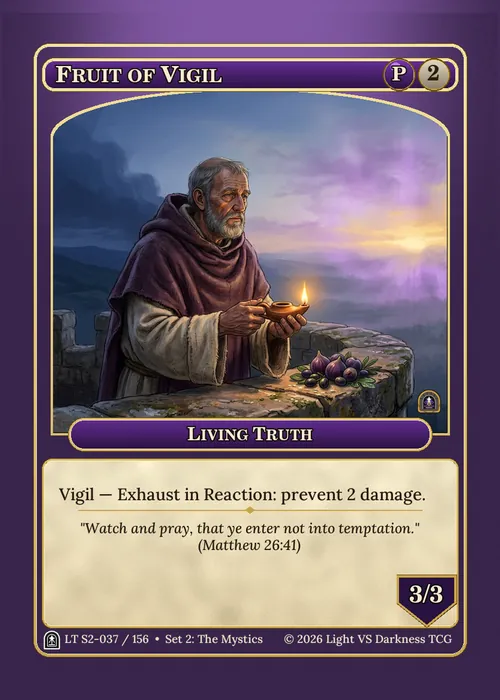 Fruit of Vigil
P 2
Living Truth
Vigil — Exhaust in Reaction: prevent 2 damage.
"Watch and pray, that ye enter not into temptation."
(Matthew 26:41)
3/3
LT S2-037 / 156 • Set 2: The Mystics © 2026 Light VS Darkness TCG